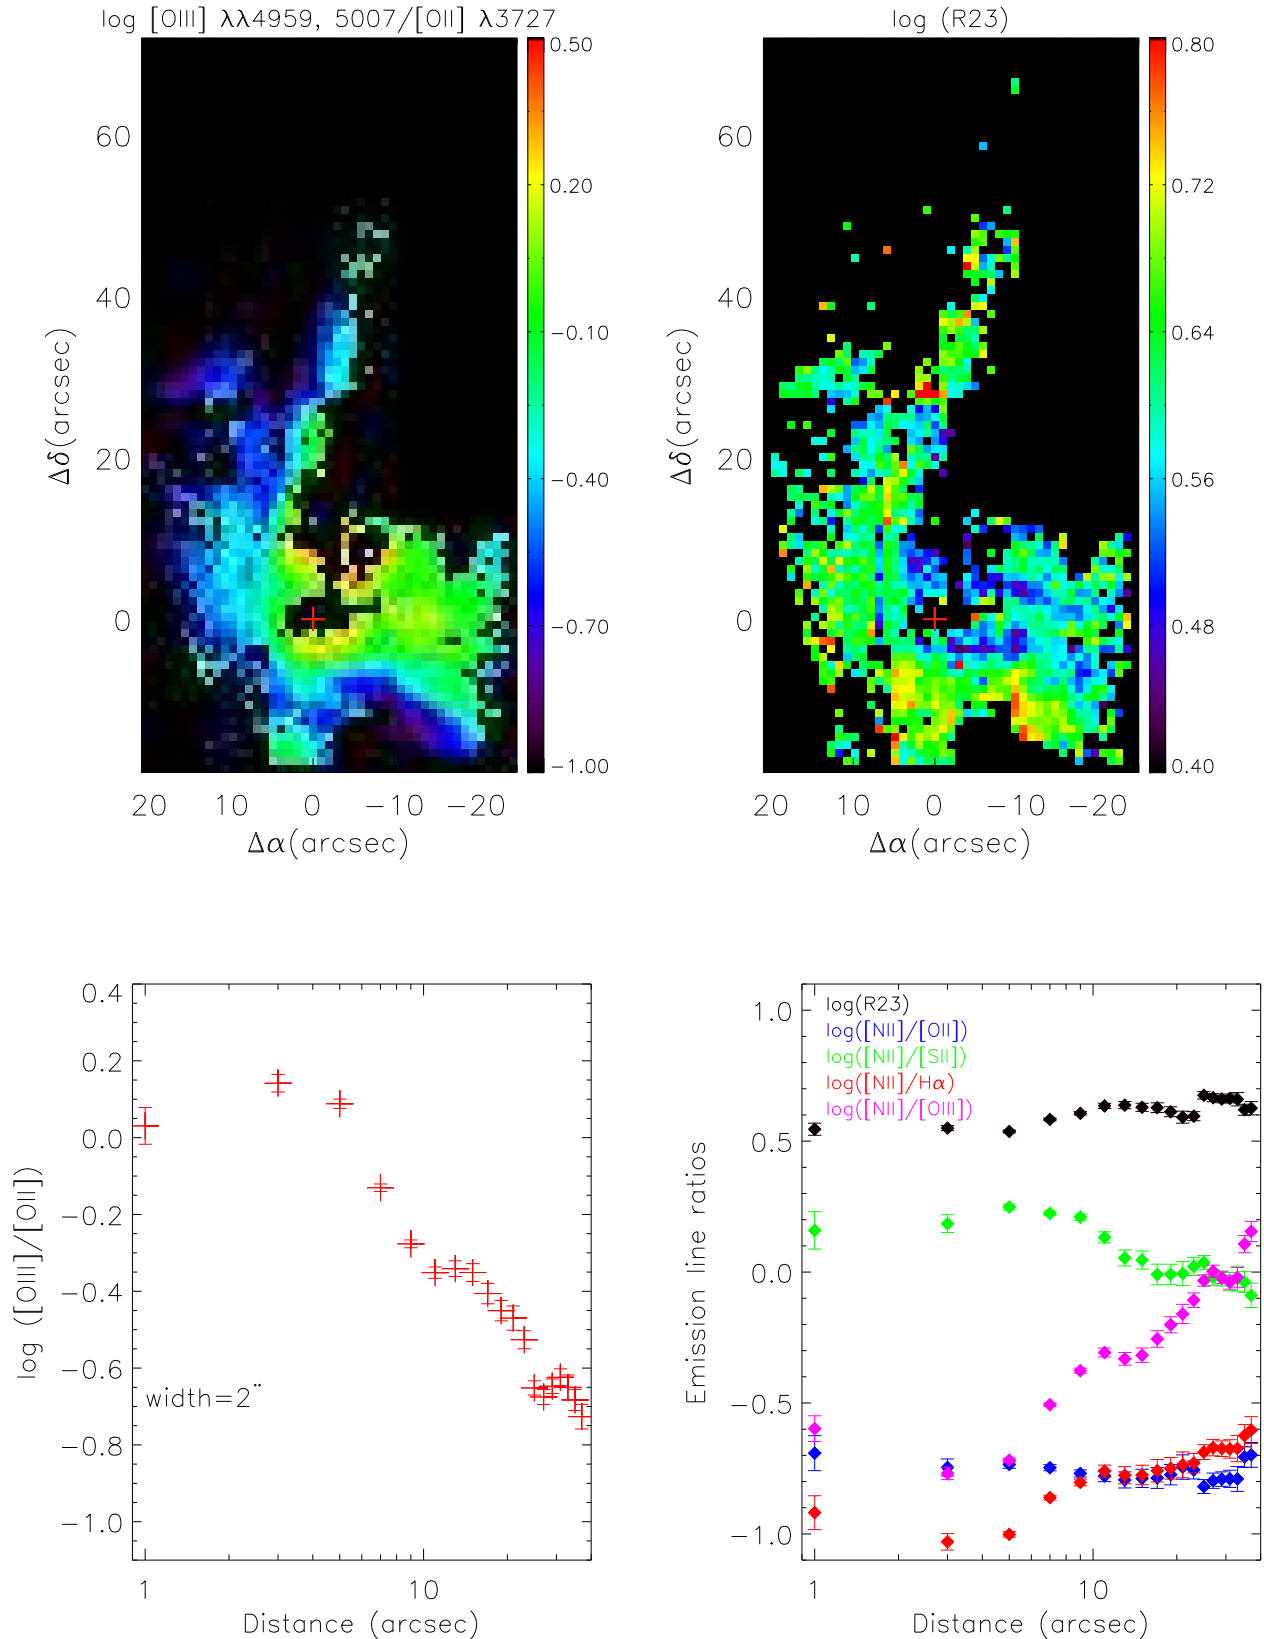 log [OIII] λλ4959, 5007/[OII] λ3727
log (R23)
0.50
0.20
−0.10
−0.40
−0.70
−1.00
0.80
0.72
0.64
0.56
0.48
0.40
60
40
20
0
Δδ(arcsec)
60
40
20
0
Δδ(arcsec)
20 10 0 −10 −20
Δα(arcsec)
20 10 0 −10 −20
Δα(arcsec)
0.4
0.2
0.0
−0.2
−0.4
−0.6
−0.8
−1.0
log ([OIII]/[OII])
width=2¨
1 10
Distance (arcsec)
1.0
0.5
0.0
−0.5
−1.0
Emission line ratios
log(R23)
log([NII]/[OII])
log([NII]/[SII])
log([NII]/Hα)
log([NII]/[OIII])
1 10
Distance (arcsec)